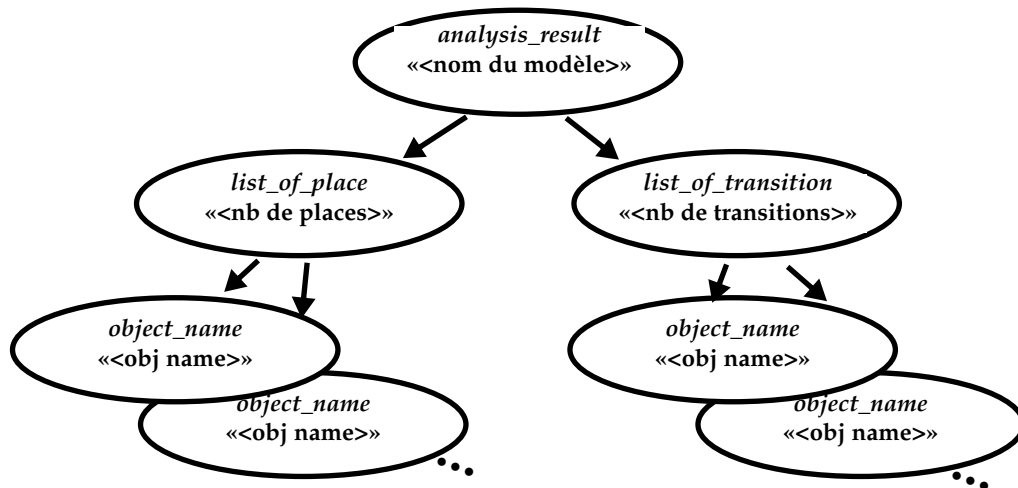 analysis_result
«<nom du modèle>»
list_of_place
«<nb de places>»
list_of_transition
«<nb de transitions>»
object_name
«<obj name>»
object_name
«<obj name>»
object_name
«<obj name>»
object_name
«<obj name>»